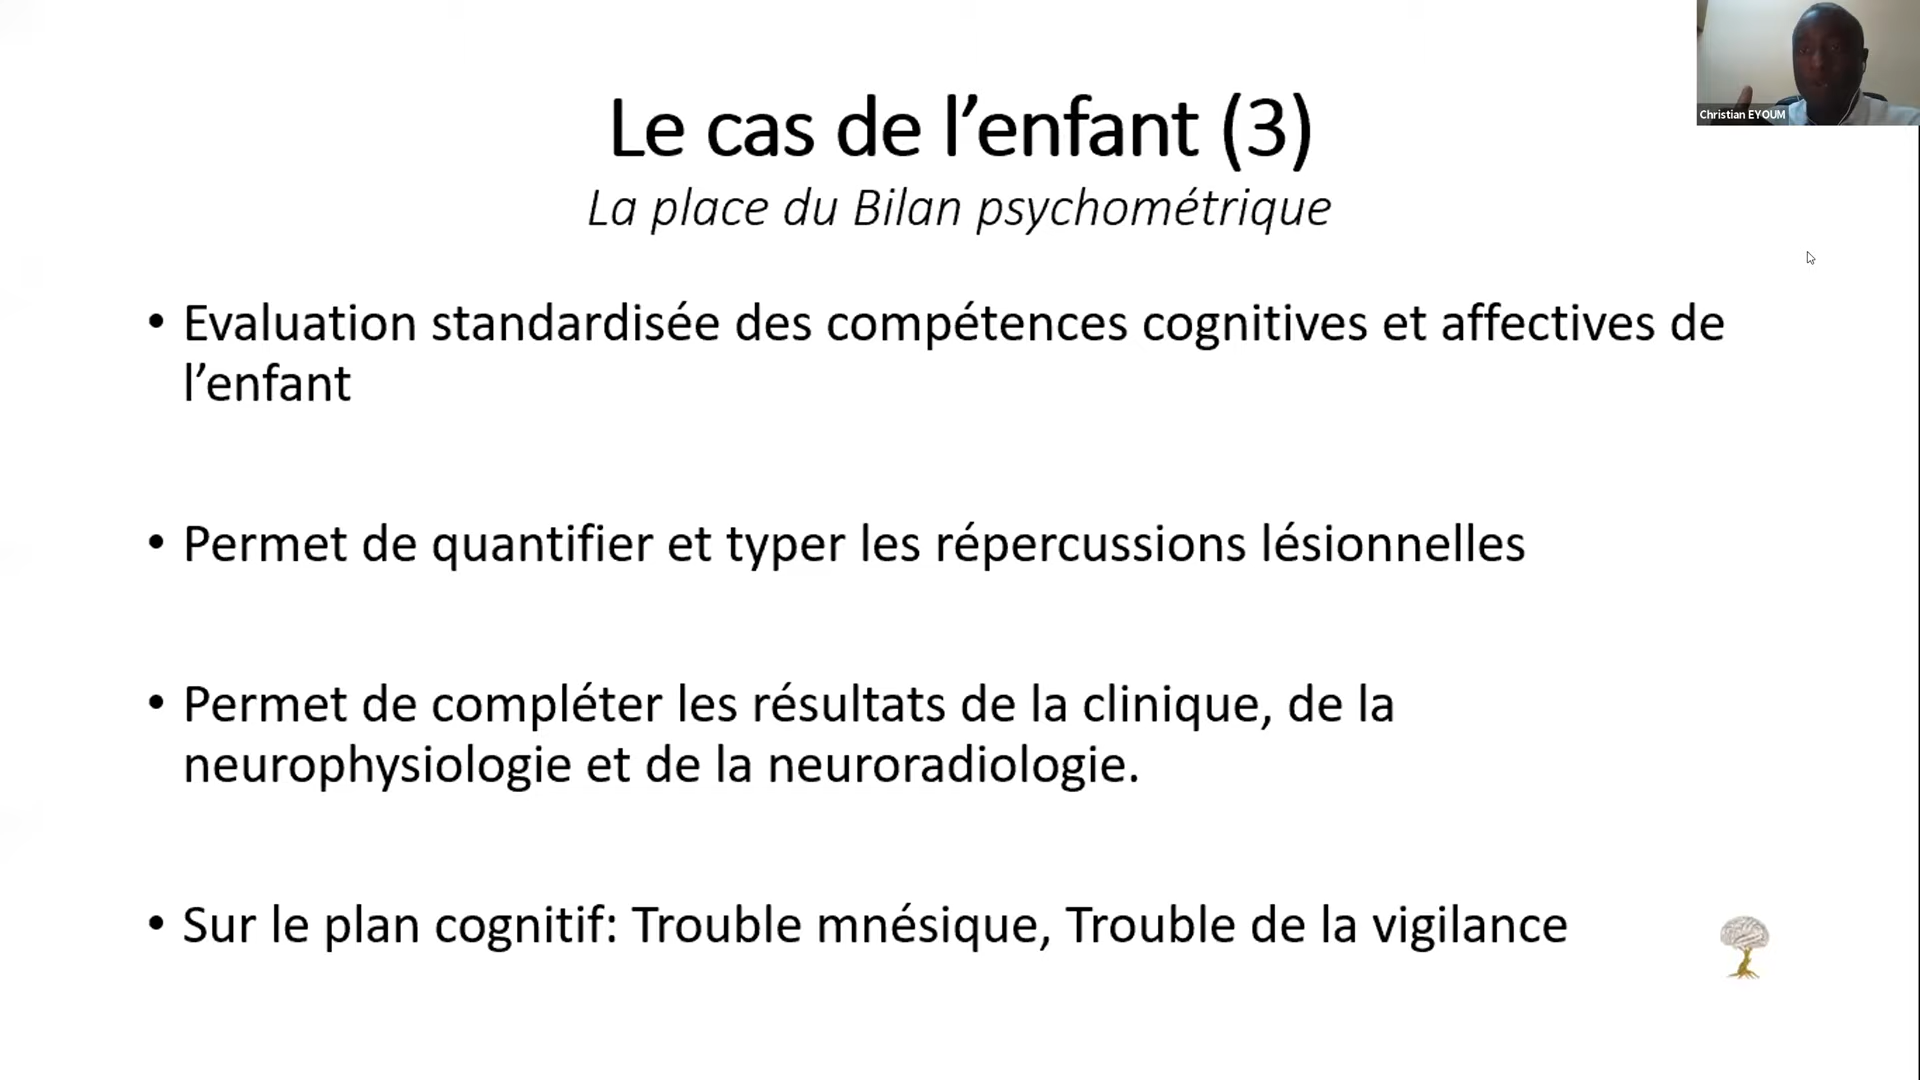 Christian EYOUM
Le cas de l’enfant (3)
La place du Bilan psychométrique
• Evaluation standardisée des compétences cognitives et affectives de
l’enfant
• Permet de quantifier et typer les répercussions lésionnelles
• Permet de compléter les résultats de la clinique, de la
neurophysiologie et de la neuroradiologie.
• Sur le plan cognitif: Trouble mnésique, Trouble de la vigilance